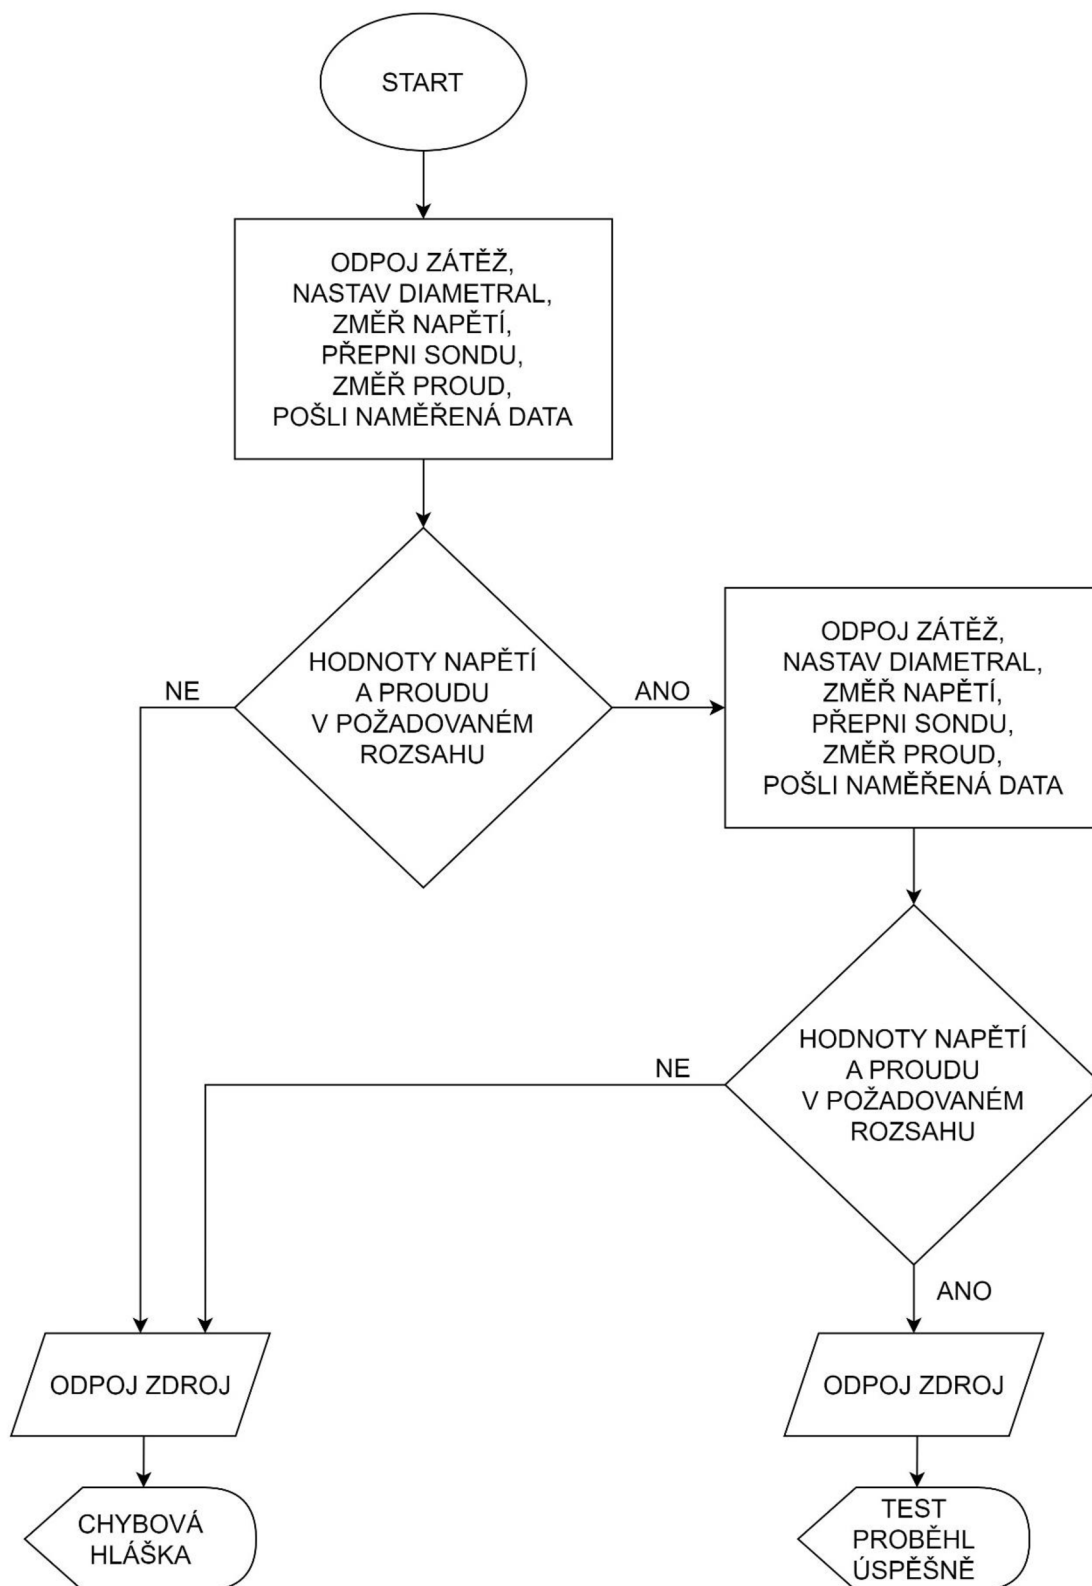 START
ODPOJ ZÁTĚŽ,
NASTAV DIAMETRAL,
ZMĚŘ NAPĚTÍ,
PŘEPNI SONDU,
ZMĚŘ PROUD,
POŠLI NAMĚŘENÁ DATA
HODNOTY NAPĚTÍ
A PROUDU
V POŽADOVANÉM
ROZSAHU
NE
ANO
ODPOJ ZÁTĚŽ,
NASTAV DIAMETRAL,
ZMĚŘ NAPĚTÍ,
PŘEPNI SONDU,
ZMĚŘ PROUD,
POŠLI NAMĚŘENÁ DATA
HODNOTY NAPĚTÍ
A PROUDU
V POŽADOVANÉM
ROZSAHU
NE
ANO
ODPOJ ZDROJ
ODPOJ ZDROJ
CHYBOVÁ
HLÁŠKA
TEST
PROBĚHL
ÚSPĚŠNĚ